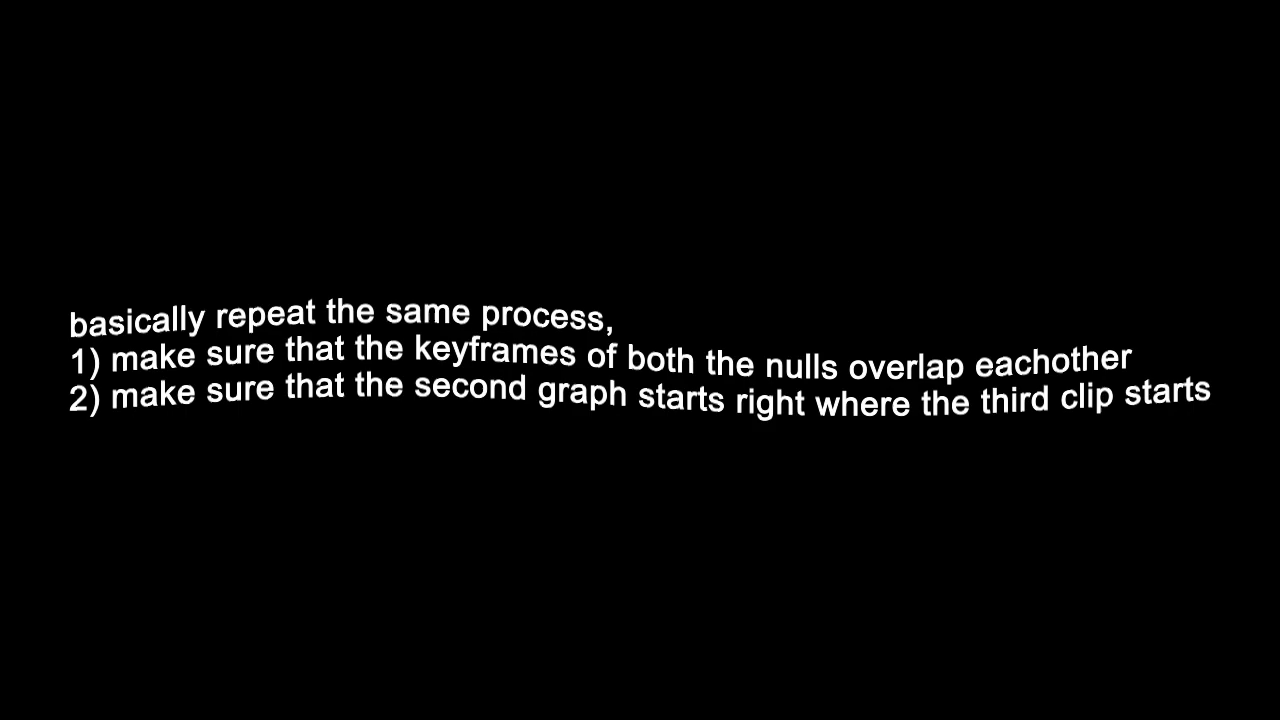 basically repeat the same process,
1) make sure that the keyframes of both the nulls overlap eachother
2) make sure that the second graph starts right where the third clip starts